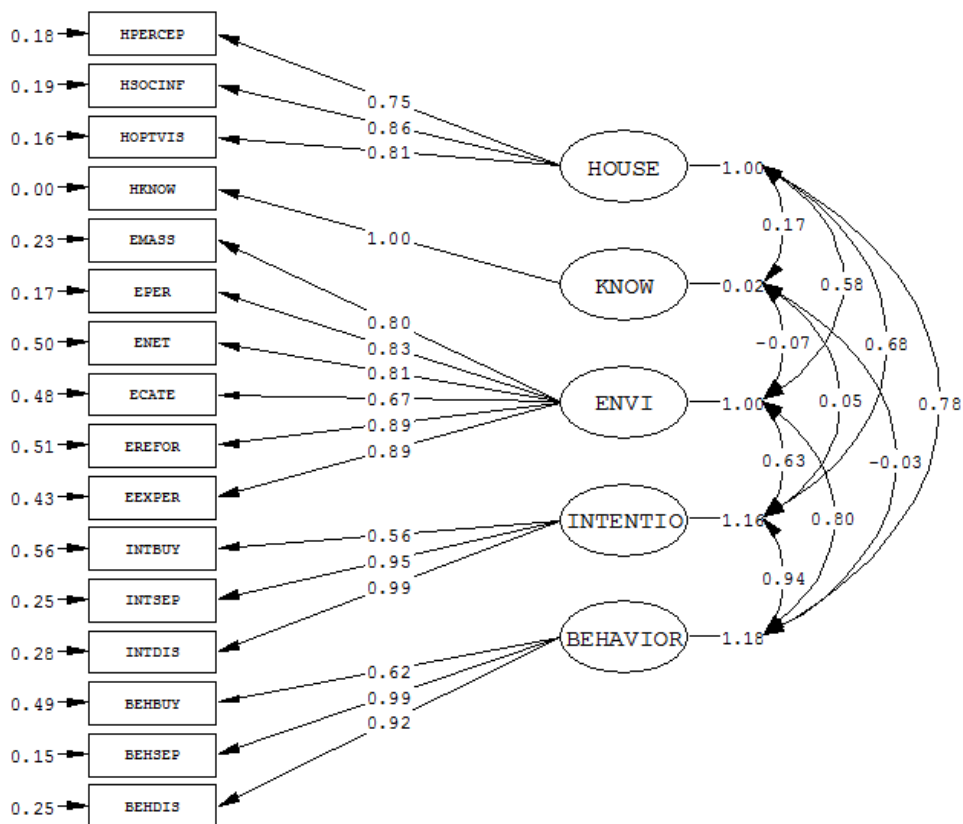 0.18 HPERCEP
0.19 HSOCINF
0.16 HOPTVIS
0.00 HKNOW
0.23 EMASS
0.17 EPER
0.50 ENET
0.48 ECATE
0.51 EREFOR
0.43 EEXPER
0.56 INTBUY
0.25 INTSEP
0.28 INTDIS
0.49 BEHBUY
0.15 BEHSEP
0.25 BEHDIS
0.75
0.86
0.81
1.00
0.80
0.83
0.81
0.67
0.89
0.89
0.56
0.95
0.99
0.62
0.99
0.92
HOUSE 1.00
KNOW 0.02
ENVI 1.00
INTENTIO 1.16
BEHAVIOR 1.18
0.17
0.58
-0.07
0.68
0.05
0.78
0.63
-0.03
0.80
0.94